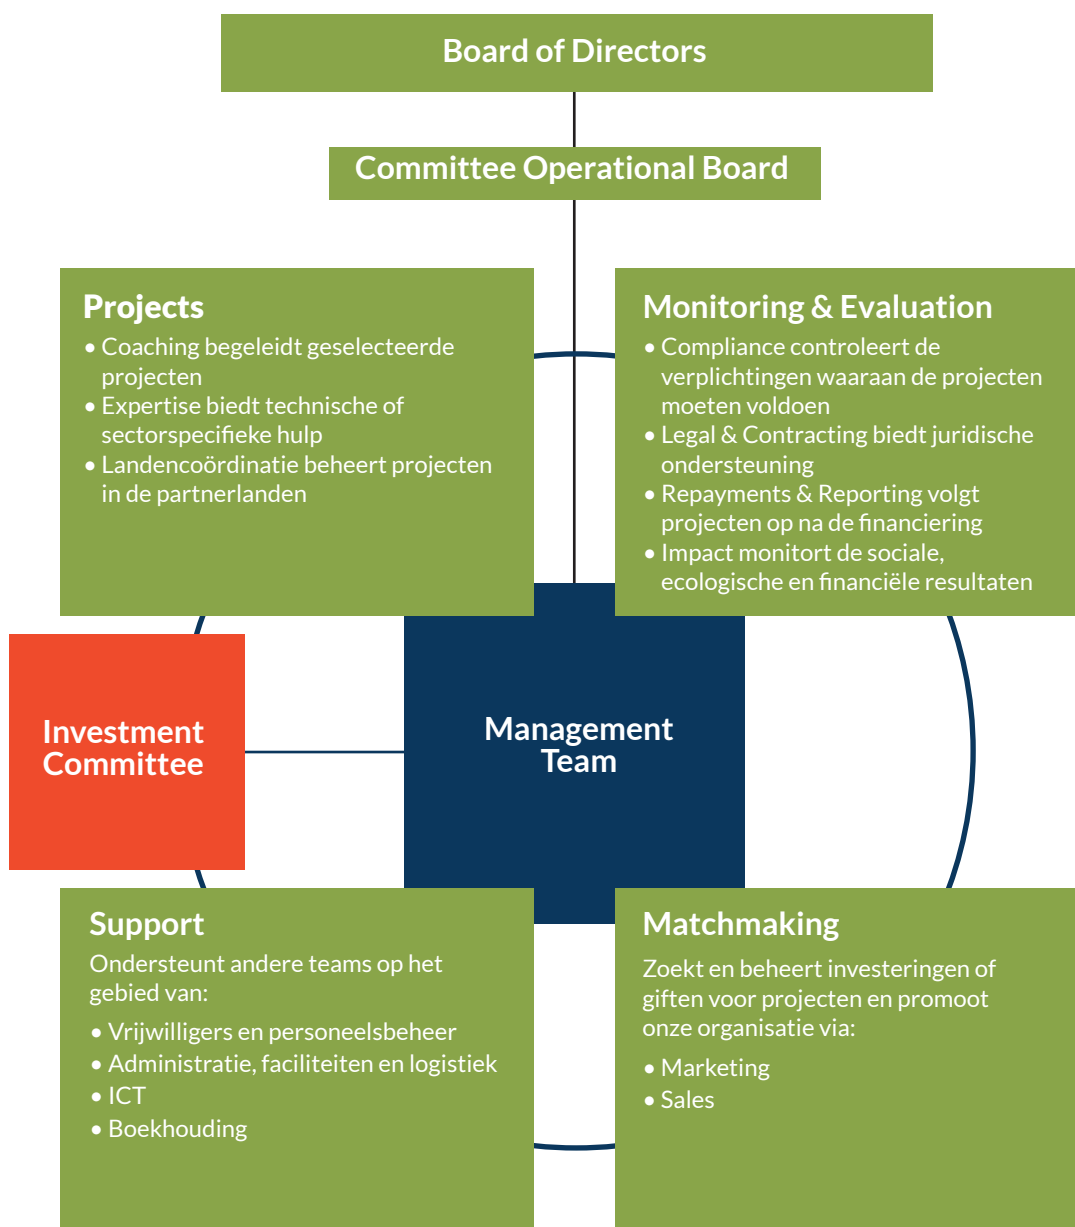 Board of Directors
Committee Operational Board
Projects
• Coaching begeleidt geselecteerde
projecten
• Expertise biedt technische of
sectorspecifieke hulp
• Landencoördinatie beheert projecten
in de partnerlanden
Monitoring & Evaluation
• Compliance controleert de
verplichtingen waaraan de projecten
moeten voldoen
• Legal & Contracting biedt juridische
ondersteuning
• Repayments & Reporting volgt
projecten op na de financiering
• Impact monitort de sociale,
ecologische en financiële resultaten
Investment
Committee
Management
Team
Support
Ondersteunt andere teams op het
gebied van:
• Vrijwilligers en personeelsbeheer
• Administratie, faciliteiten en logistiek
• ICT
• Boekhouding
Matchmaking
Zoekt en beheert investeringen of
giften voor projecten en promoot
onze organisatie via:
• Marketing
• Sales